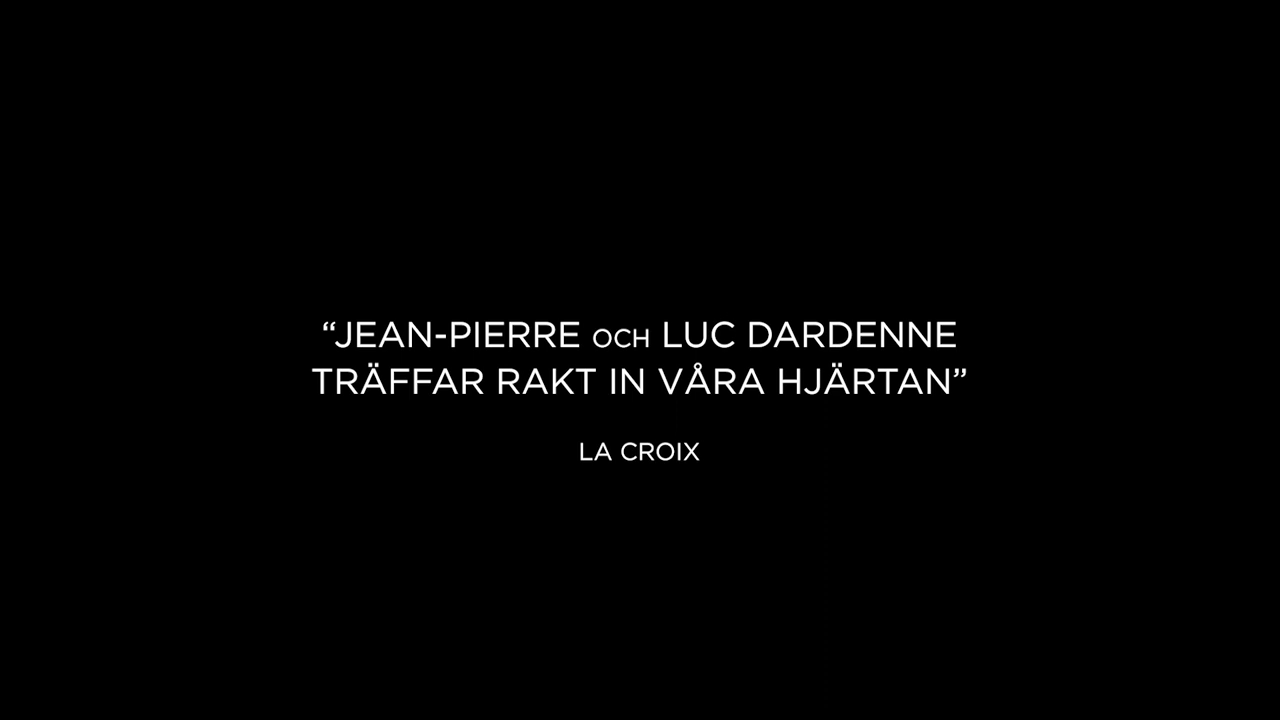 “JEAN-PIERRE OCH LUC DARDENNE
TRÄFFAR RAKT IN VÅRA HJÄRTAN”
LA CROIX